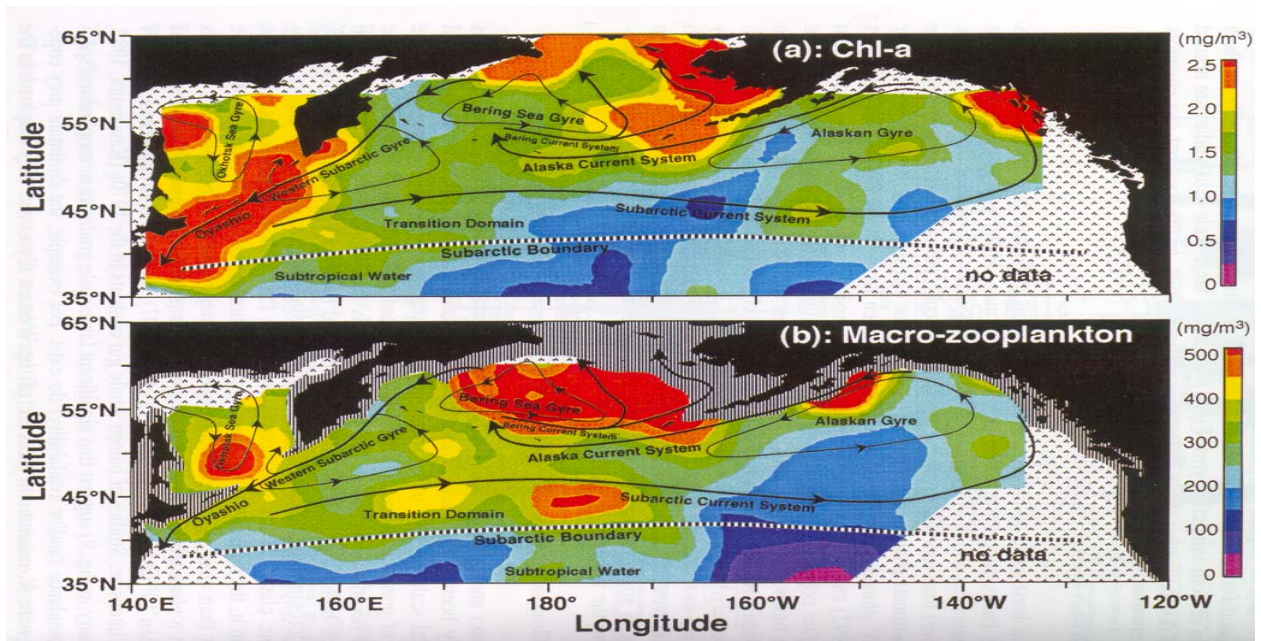 65°N
(a): Chl-a
(mg/m³)
2.5
Okhotsk Sea Gyre
Bering Sea Gyre
2.0
55°N
Bering Current System
Alaskan Gyre
Western Subarctic Gyre
Alaska Current System
1.5
Latitude
45°N
Oyashio
Transition Domain
Subarctic Current System
1.0
Subarctic Boundary
0.5
Subtropical Water
no data
35°N
0
65°N
(b): Macro-zooplankton
(mg/m³)
500
Okhotsk Sea Gyre
Bering Sea Gyre
400
55°N
Bering Current System
Alaskan Gyre
Western Subarctic Gyre
Alaska Current System
300
Latitude
45°N
Oyashio
Transition Domain
Subarctic Current System
200
Subarctic Boundary
100
Subtropical Water
no data
35°N
0
140°E
160°E
180°
160°W
140°W
120°W
Longitude